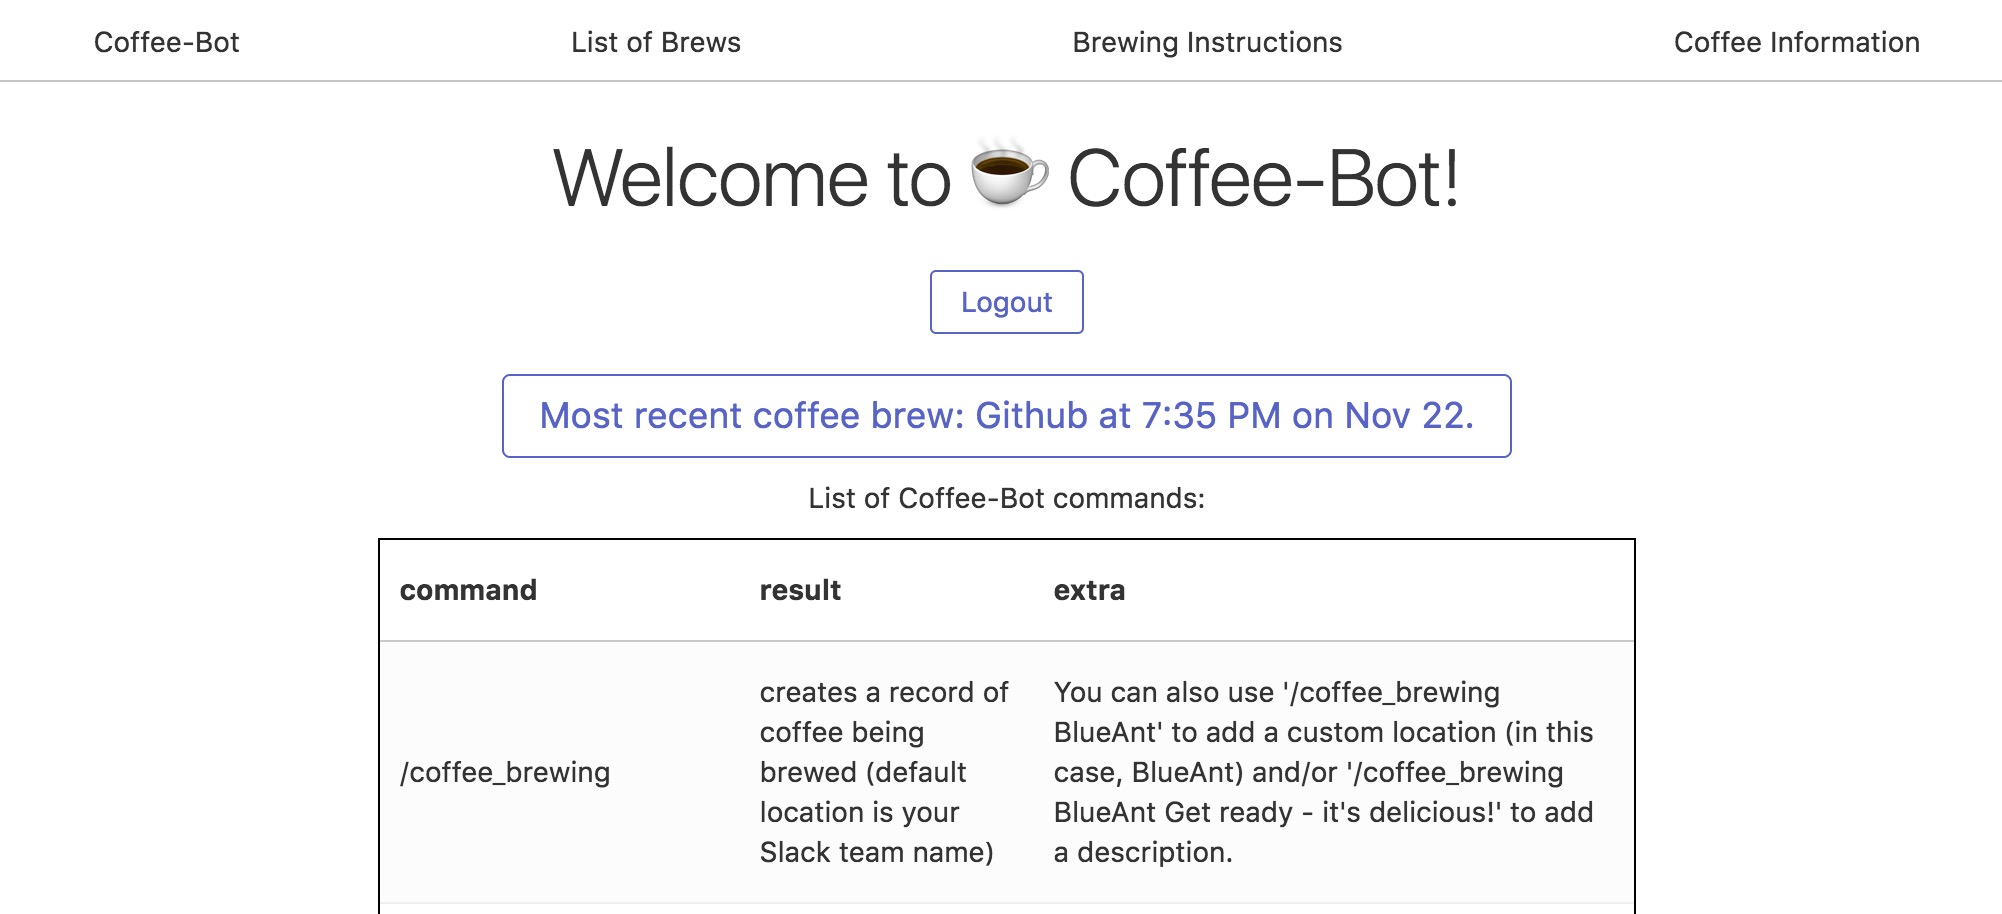 Coffee-Bot
List of Brews
Brewing Instructions
Coffee Information
Welcome to ☕ Coffee-Bot!
Logout
Most recent coffee brew: Github at 7:35 PM on Nov 22.
List of Coffee-Bot commands:
command
result
extra
/coffee_brewing
creates a record of
coffee being
brewed (default
location is your
Slack team name)
You can also use '/coffee_brewing
BlueAnt' to add a custom location (in this
case, BlueAnt) and/or '/coffee_brewing
BlueAnt Get ready - it's delicious!' to add
a description.